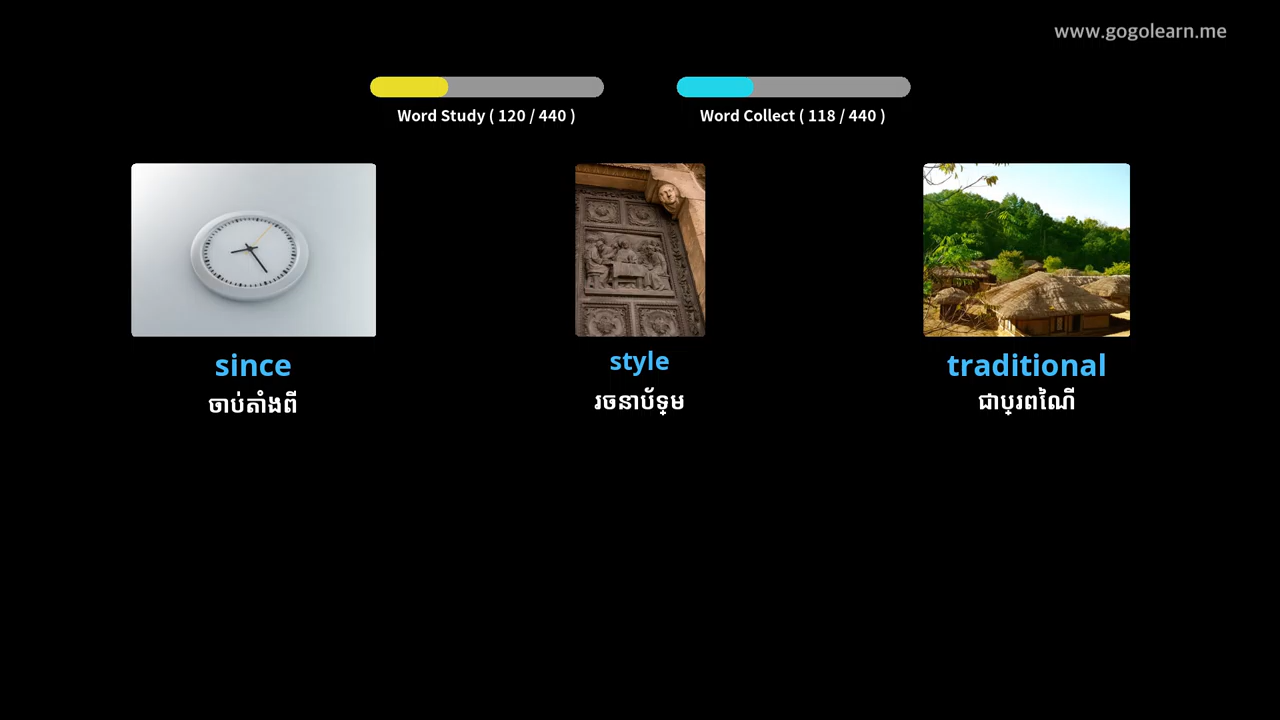 www.gogolearn.me
Word Study ( 120 / 440 )
Word Collect ( 118 / 440 )
since
style
traditional
ចាប់តាំងពី
រចនាប័ទ្ម
ជាប្រពណី